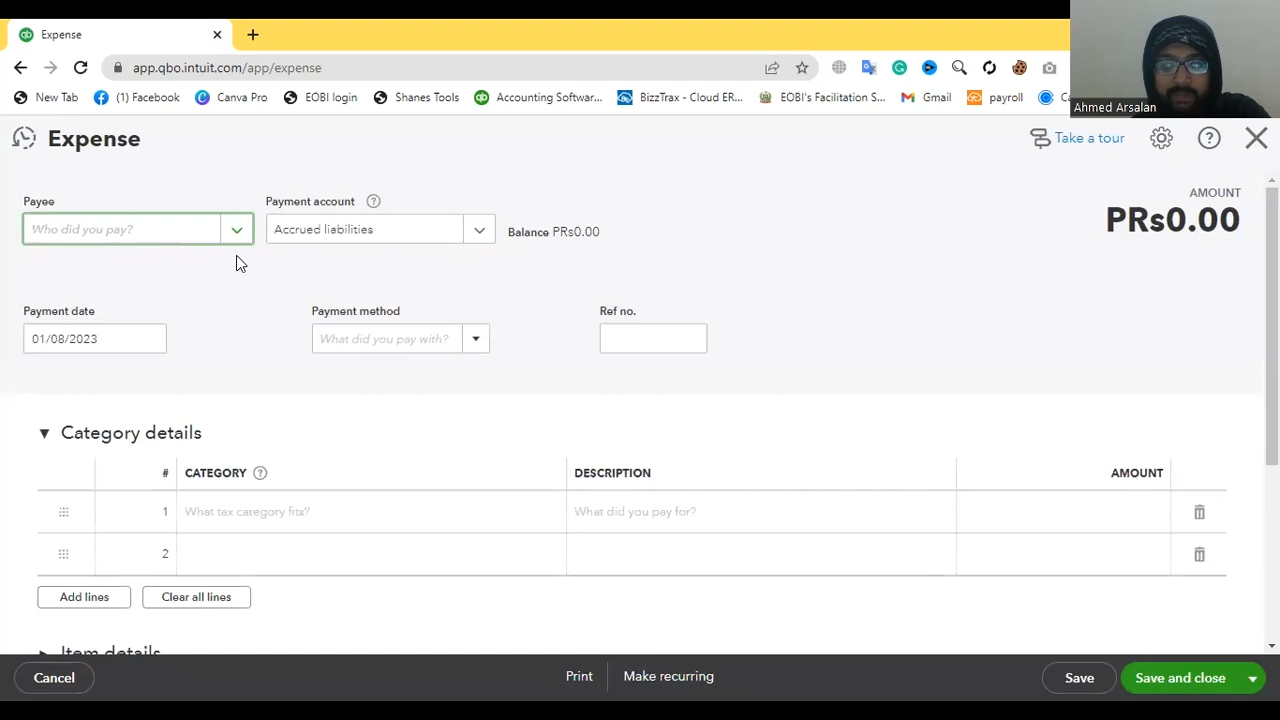 Expense
app.qbo.intuit.com/app/expense
New Tab
(1) Facebook
Canva Pro
EOBI login
Shanes Tools
Accounting Softwar...
BizzTrax - Cloud ER...
EOBI's Facilitation S...
Gmail
payroll
Ca
Ahmed Arsalan
Expense
Take a tour
Payee
Payment account
AMOUNT
Who did you pay?
Accrued liabilities
Balance PRs0.00
PRs0.00
Payment date
Payment method
Ref no.
01/08/2023
What did you pay with?
Category details
# CATEGORY DESCRIPTION AMOUNT
1 What tax category fits? What did you pay for?
2
Add lines
Clear all lines
Item details
Cancel
Print
Make recurring
Save
Save and close